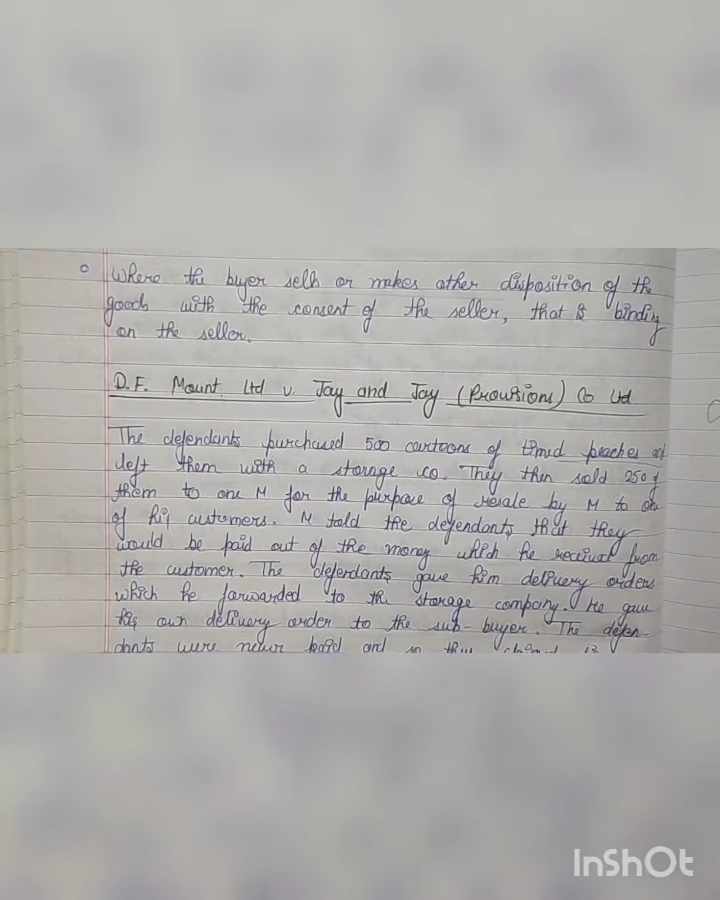 Where the buyer sells or makes other disposition of the
goods with the consent of the seller, that is binding
on the seller.
D.F. Mount Ltd v. Jay and Jay (Provisions) Co Ltd
The defendants purchased 500 cartoons of tinned peaches and
left them with a storage co. They then sold 250 of
them to one M for the purpose of resale by M to one
of his customers. M told the defendants that they
would be paid out of the money which he received from
the customer. The defendants gave him delivery orders
which he forwarded to the storage company. He gave
his own delivery order to the sub-buyer. The defen-
dants were never paid and so they
InShOt